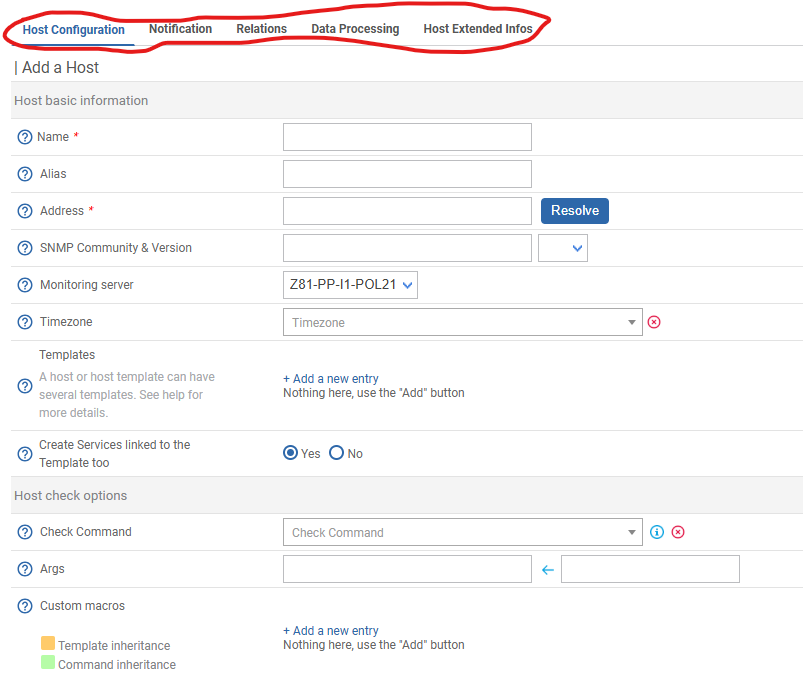 Host Configuration Notification Relations Data Processing Host Extended Infos
| Add a Host
Host basic information
Name *
Alias
Address * Resolve
SNMP Community & Version
Monitoring server Z81-PP-I1-POL21
Timezone Timezone
Templates
A host or host template can have
several templates. See help for
more details.
+ Add a new entry
Nothing here, use the "Add" button
Create Services linked to the
Template too
Yes No
Host check options
Check Command Check Command
Args
Custom macros
Template inheritance
Command inheritance
+ Add a new entry
Nothing here, use the "Add" button